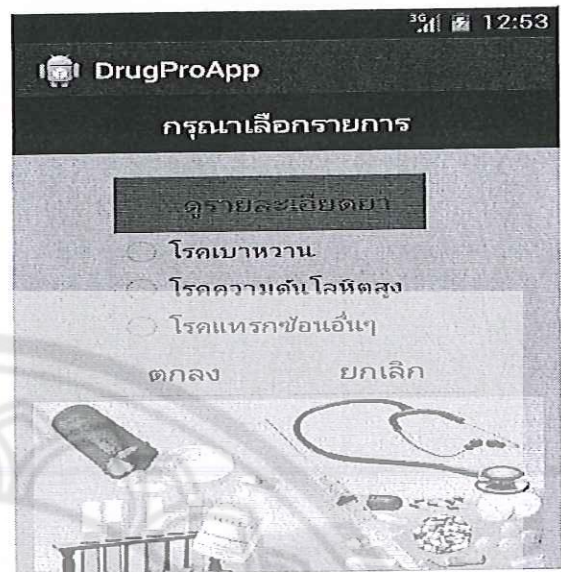 3G 12:53
DrugProApp
กรุณาเลือกรายการ
ดูรายละเอียดยา
โรคเบาหวาน
โรคความดันโลหิตสูง
โรคแทรกซ้อนอื่นๆ
ตกลง ยกเลิก